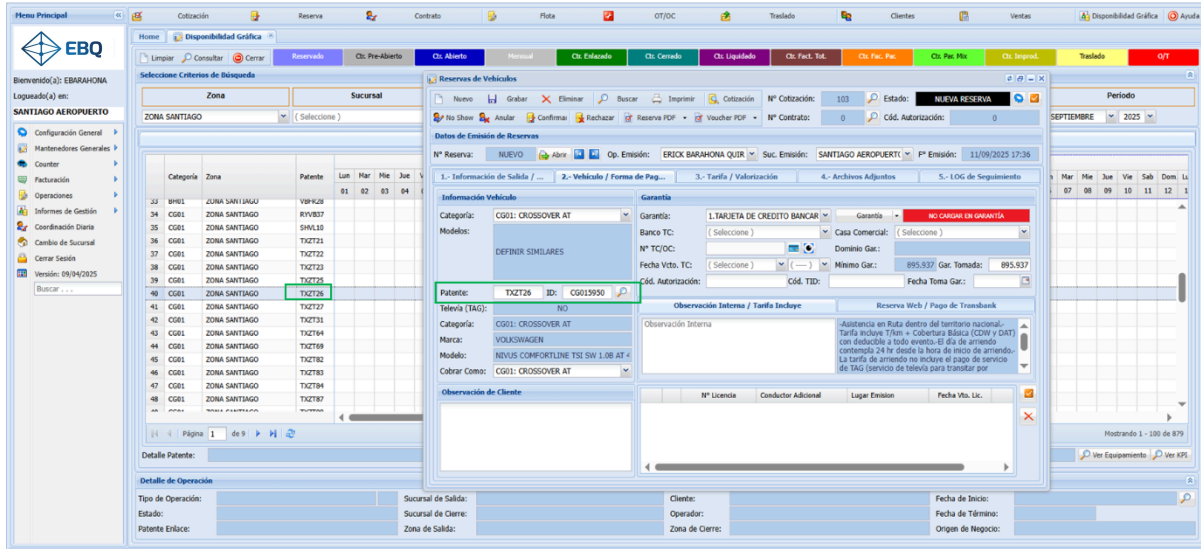 Menu Principal
Cotización Reserva Contrato Flota OT/OC Traslado Clientes Ventas Disponibilidad Gráfica Ayuda
EBQ
Bienvenido(a): EBARAHONA
Logueado(a) en:
SANTIAGO AEROPUERTO
Configuración General
Mantenedores Generales
Counter
Facturación
Operaciones
Informes de Gestión
Coordinación Diaria
Cambio de Sucursal
Cerrar Sesión
Versión: 09/04/2025
Buscar . . .
Home Disponibilidad Gráfica
Limpiar Consultar Cerrar Reservado Ctr. Pre-Abierto Ctr. Abierto Mensual Ctr. Enlazado Ctr. Cerrado Ctr. Liquidado Ctr. Fact. Tot. Ctr. Fac. Pac. Ctr. Pac Mix Ctr. Improd. Traslado O/T
Seleccione Criterios de Búsqueda
Zona Sucursal Periodo
ZONA SANTIAGO ( Seleccione ) SEPTIEMBRE 2025
Categoría Zona Patente Lun Mar Mie Jue
01 02 03 04
Mar Mie Jue Vie Sab Dom Lu
07 08 09 10 11 12 1
33 BH01 ZONA SANTIAGO VBFR28
34 CG01 ZONA SANTIAGO RYVB37
35 CG01 ZONA SANTIAGO SHVL10
36 CG01 ZONA SANTIAGO TXZT21
37 CG01 ZONA SANTIAGO TXZT22
38 CG01 ZONA SANTIAGO TXZT23
39 CG01 ZONA SANTIAGO TXZT25
40 CG01 ZONA SANTIAGO TXZT26
41 CG01 ZONA SANTIAGO TXZT27
42 CG01 ZONA SANTIAGO TXZT31
43 CG01 ZONA SANTIAGO TXZT64
44 CG01 ZONA SANTIAGO TXZT69
45 CG01 ZONA SANTIAGO TXZT82
46 CG01 ZONA SANTIAGO TXZT83
47 CG01 ZONA SANTIAGO TXZT84
48 CG01 ZONA SANTIAGO TXZT87
Página 1 de 9
Mostrando 1 - 100 de 879
Detalle Patente:
Ver Equipamiento Ver KPI
Reservas de Vehículos
Nuevo Grabar Eliminar Buscar Imprimir Cotización N° Cotización: 103 Estado: NUEVA RESERVA
No Show Anular Confirmar Rechazar Reserva PDF Voucher PDF N° Contrato: 0 Cód. Autorización: 0
Datos de Emisión de Reservas
N° Reserva: NUEVO Abrir Op. Emisión: ERICK BARAHONA QUIR Suc. Emisión: SANTIAGO AEROPUERT( F° Emisión: 11/09/2025 17:36
1.- Información de Salida / ... 2.- Vehículo / Forma de Pag... 3.- Tarifa / Valorización 4.- Archivos Adjuntos 5.- LOG de Seguimiento
Información Vehículo
Categoría: CG01: CROSSOVER AT
Modelos: DEFINIR SIMILARES
Patente: TXZT26 ID: CG015950
Televía (TAG): NO
Categoría: CG01: CROSSOVER AT
Marca: VOLKSWAGEN
Modelo: NIVUS COMFORTLINE TSI SW 1.0B AT 4
Cobrar Como: CG01: CROSSOVER AT
Observación de Cliente
Garantía
Garantía: 1.TARJETA DE CREDITO BANCAR Garantía NO CARGAR EN GARANTÍA
Banco TC: ( Seleccione ) Casa Comercial: ( Seleccione )
N° TC/OC: Dominio Gar.:
Fecha Vcto. TC: ( Seleccione ) ( ---- ) Mínimo Gar.: 895.937 Gar. Tomada: 895.937
Cód. Autorización: Cód. TID: Fecha Toma Gar.:
Observación Interna / Tarifa Incluye Reserva Web / Pago de Transbank
Observación Interna
-Asistencia en Ruta dentro del territorio nacional.-
Tarifa incluye T/km + Cobertura Básica (CDW y DAT)
con deducible a todo evento.-El día de arriendo
contempla 24 hr desde la hora de inicio de arriendo.-
La tarifa de arriendo no incluye el pago de servicio
de TAG (servicio de televía para transitar por
N° Licencia Conductor Adicional Lugar Emision Fecha Vto. Lic.
Detalle de Operación
Tipo de Operación: Sucursal de Salida: Cliente: Fecha de Inicio:
Estado: Sucursal de Cierre: Operador: Fecha de Término:
Patente Enlace: Zona de Salida: Zona de Cierre: Origen de Negocio: